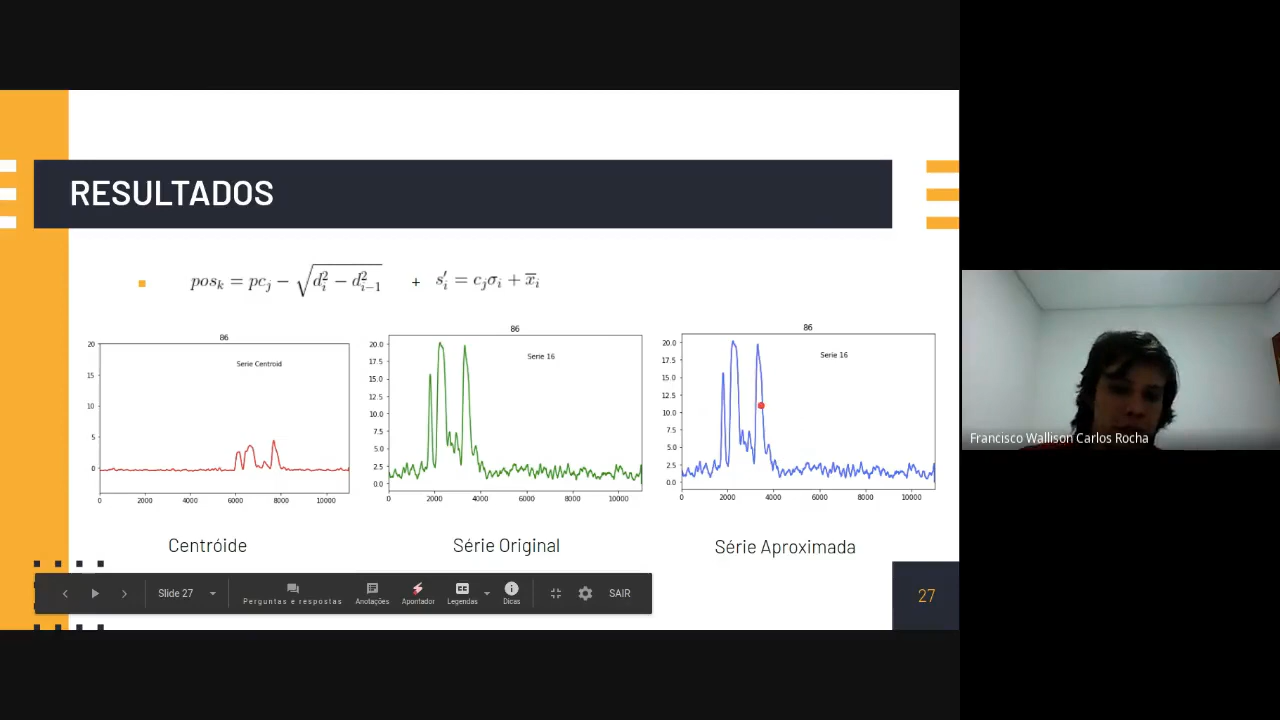 RESULTADOS
pos_k = pc_j − √(d_i^2 − d_{i−1}^2) + s'_i = c_jσ_i + x̅_i
86
Serie Centroid
20
15
10
5
0
0 2000 4000 6000 8000 10000
86
Serie 16
20.0
17.5
15.0
12.5
10.0
7.5
5.0
2.5
0.0
0 2000 4000 6000 8000 10000
86
Serie 16
20.0
17.5
15.0
12.5
10.0
7.5
5.0
2.5
0.0
0 2000 4000 6000 8000 10000
Centróide
Série Original
Série Aproximada
Slide 27
Perguntas e respostas
Anotações
Apontador
CC
Legendas
Dicas
SAIR
27
Francisco Wallison Carlos Rocha